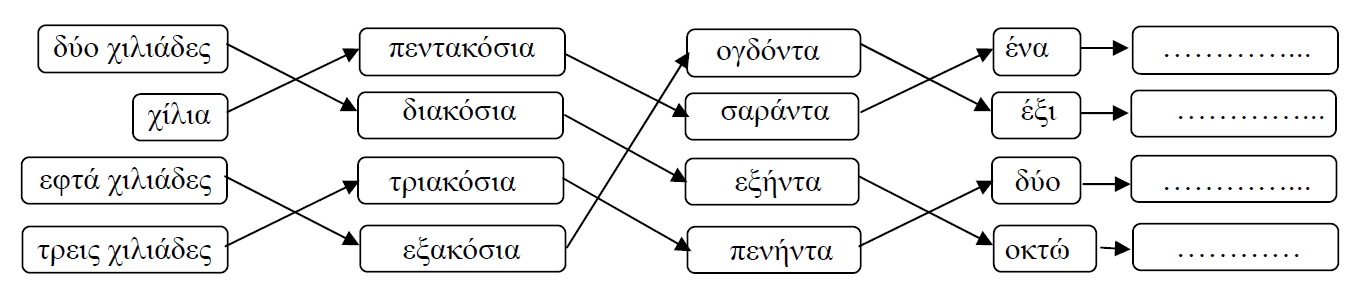 δύο χιλιάδες πεντακόσια ογδόντα ένα …………...
χίλια διακόσια σαράντα έξι …………...
εφτά χιλιάδες τριακόσια εξήντα δύο …………...
τρεις χιλιάδες εξακόσια πενήντα οκτώ …………